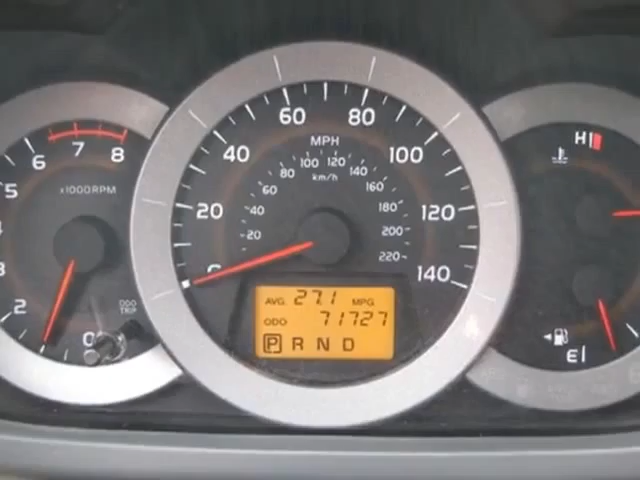 5 6 7 8
x1000RPM
3
2
0
ODO
TRIP
0 20 40 60 80 100 120 140
MPH
20 40 60 80 100 120 140 160 180 200 220
km/h
AVG. 27.1 MPG
ODO 71727
P R N D
H
E